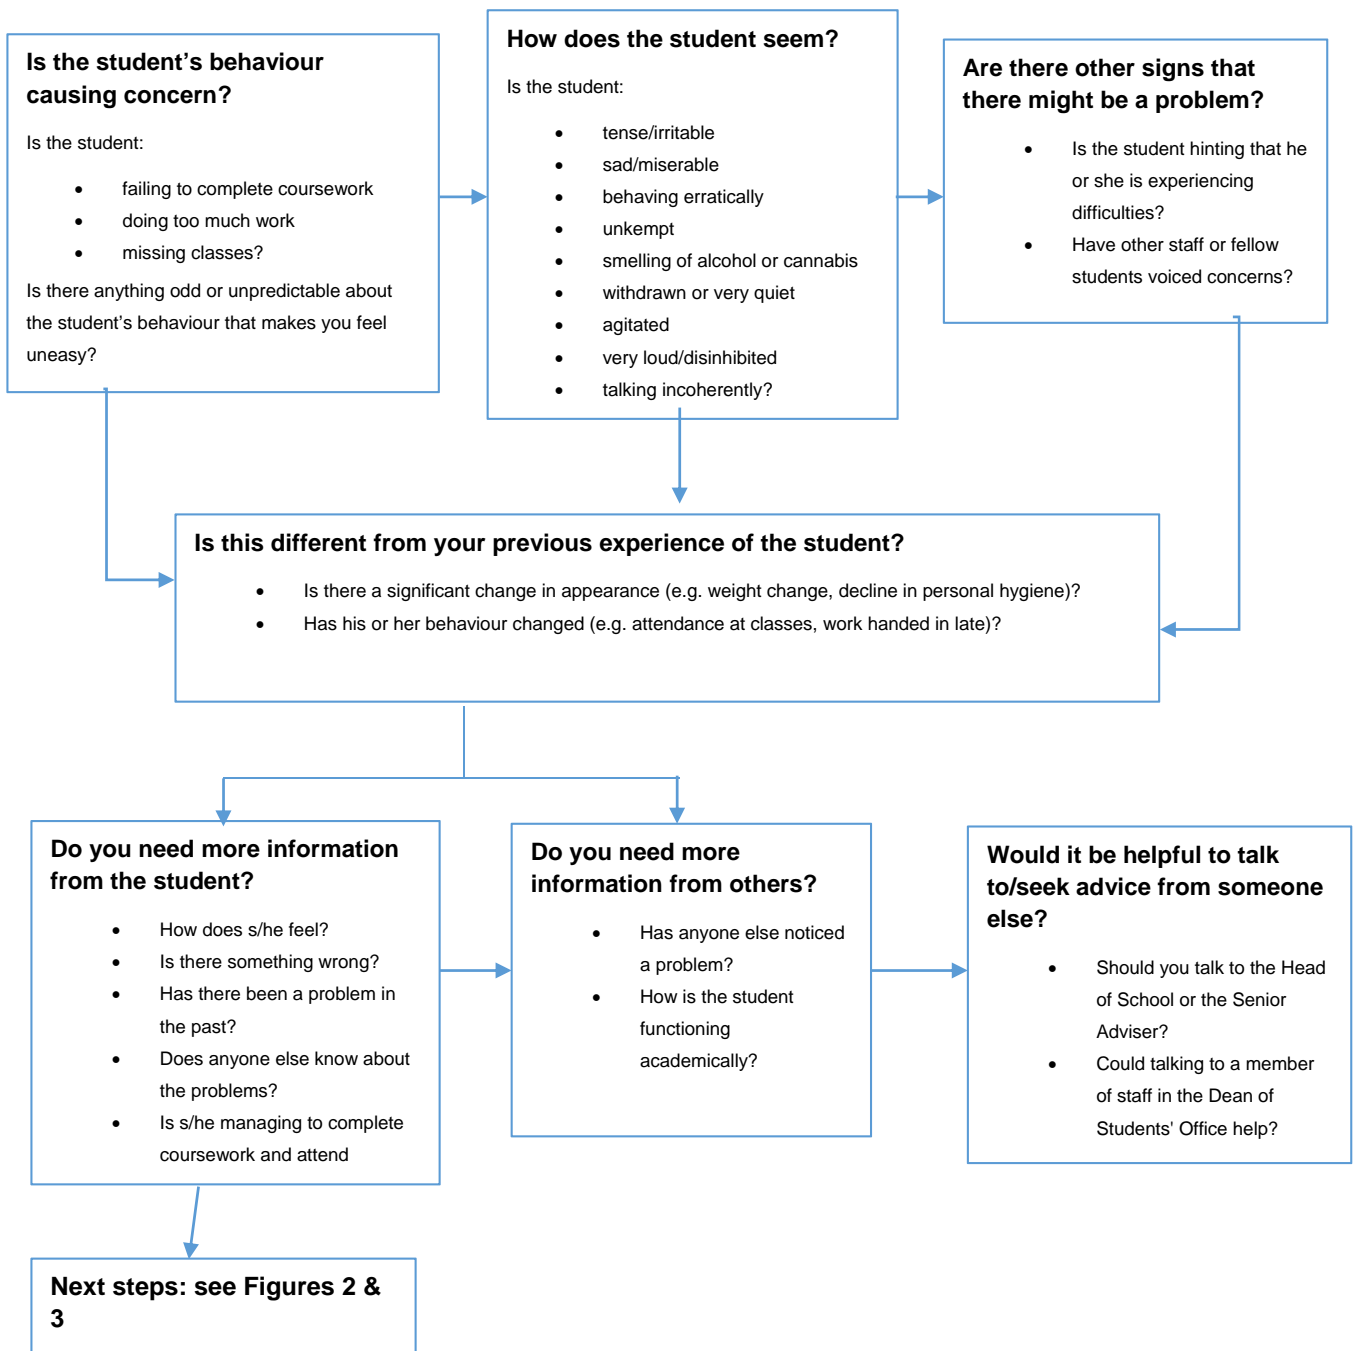 Is the student’s behaviour
causing concern?
Is the student:
• failing to complete coursework
• doing too much work
• missing classes?
Is there anything odd or unpredictable about
the student’s behaviour that makes you feel
uneasy?
How does the student seem?
Is the student:
• tense/irritable
• sad/miserable
• behaving erratically
• unkempt
• smelling of alcohol or cannabis
• withdrawn or very quiet
• agitated
• very loud/disinhibited
• talking incoherently?
Are there other signs that
there might be a problem?
• Is the student hinting that he
or she is experiencing
difficulties?
• Have other staff or fellow
students voiced concerns?
Is this different from your previous experience of the student?
• Is there a significant change in appearance (e.g. weight change, decline in personal hygiene)?
• Has his or her behaviour changed (e.g. attendance at classes, work handed in late)?
Do you need more information
from the student?
• How does s/he feel?
• Is there something wrong?
• Has there been a problem in
the past?
• Does anyone else know about
the problems?
• Is s/he managing to complete
coursework and attend
Do you need more
information from others?
• Has anyone else noticed
a problem?
• How is the student
functioning
academically?
Would it be helpful to talk
to/seek advice from someone
else?
• Should you talk to the Head
of School or the Senior
Adviser?
• Could talking to a member
of staff in the Dean of
Students' Office help?
Next steps: see Figures 2 &
3